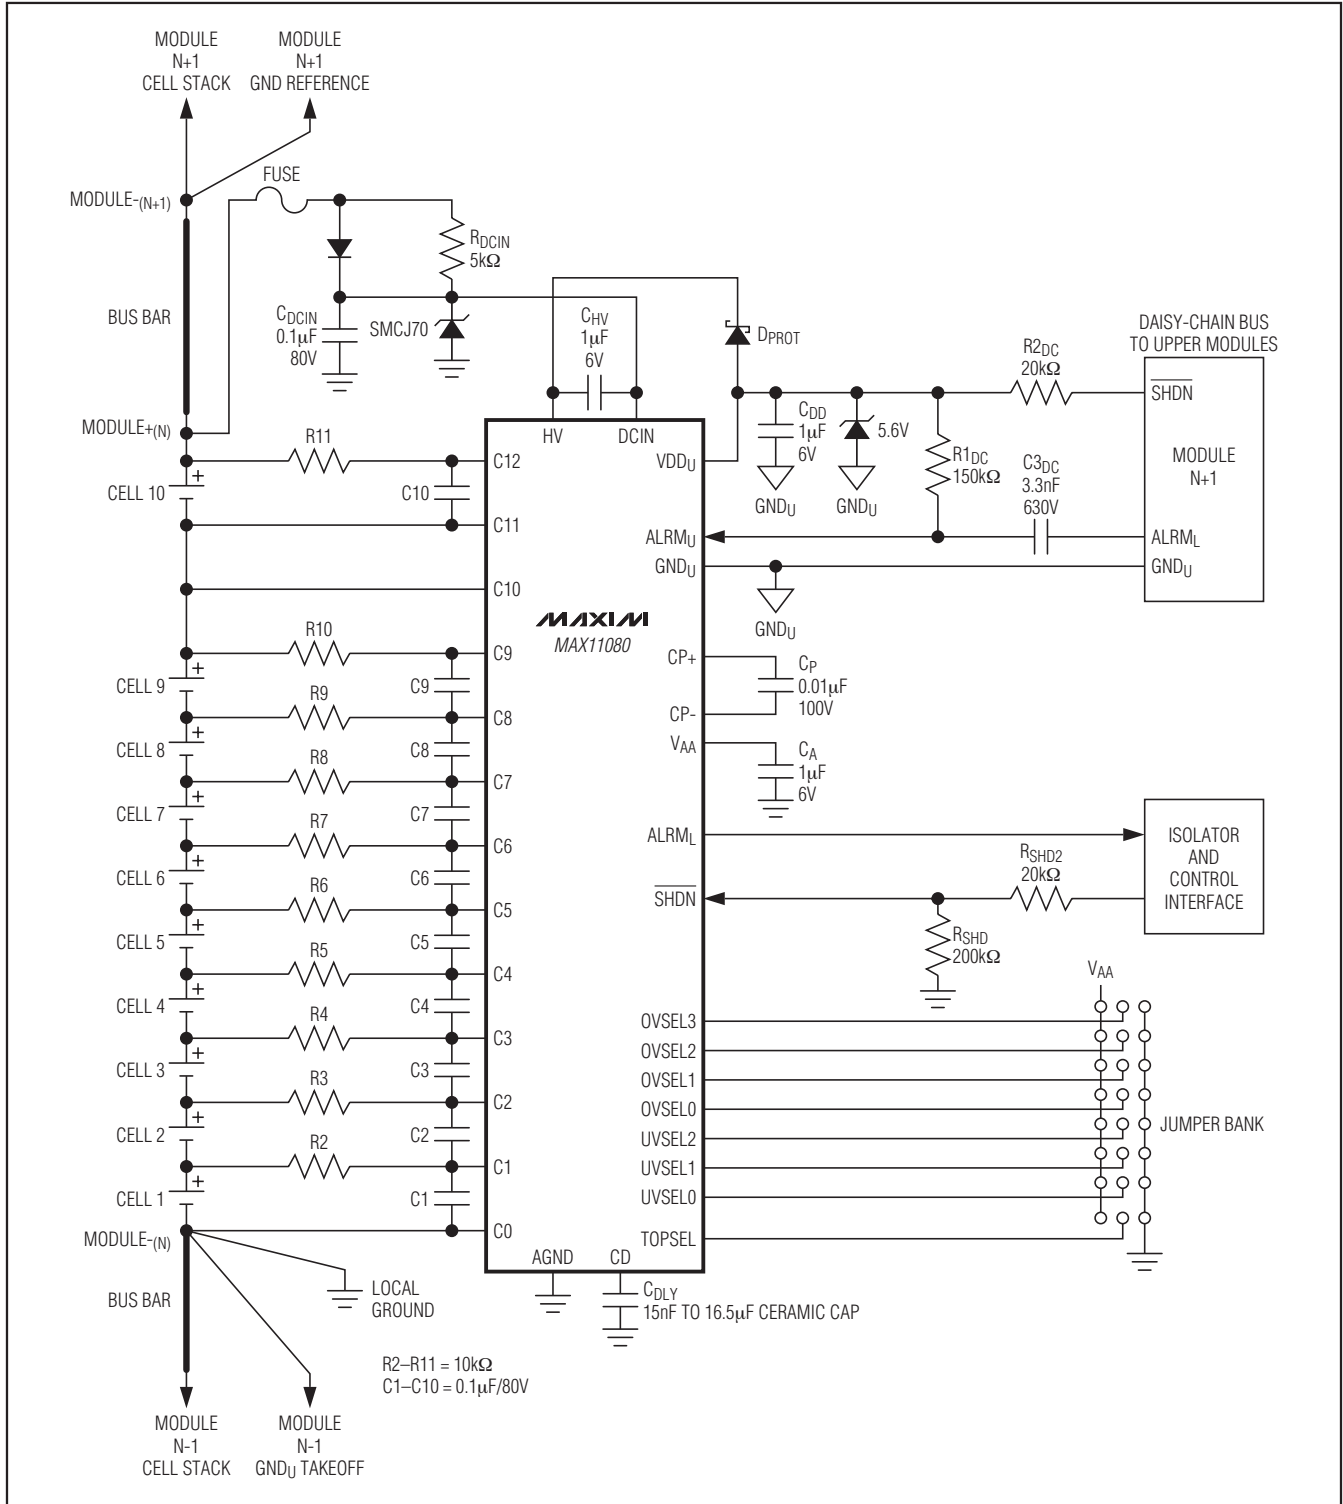 MODULE
N+1
CELL STACK
MODULE
N+1
GND REFERENCE
FUSE
MODULE-(N+1)
RDCIN
5kΩ
BUS BAR
CDCIN
0.1µF
80V
SMCJ70
CHV
1µF
6V
DPROT
DAISY-CHAIN BUS
TO UPPER MODULES
R2DC
20kΩ
SHDN
MODULE
N+1
ALRML
GNDU
CDD
1µF
6V
GNDU
5.6V
GNDU
R1DC
150kΩ
C3DC
3.3nF
630V
MODULE+(N)
R11
HV
DCIN
C12
VDDU
CELL 10
+
C10
C11
ALRMU
GNDU
C10
GNDU
MAXIM
MAX11080
R10
C9
CP+
CP
0.01µF
100V
CELL 9
+
C9
R9
C8
CP-
VAA
CA
1µF
6V
CELL 8
+
C8
R8
C7
CELL 7
+
C7
R7
C6
ALRML
ISOLATOR
AND
CONTROL
INTERFACE
CELL 6
+
C6
RSHD2
20kΩ
R6
C5
SHDN
RSHD
200kΩ
CELL 5
+
C5
R5
C4
VAA
CELL 4
+
C4
R4
C3
OVSEL3
OVSEL2
CELL 3
+
C3
OVSEL1
R3
C2
OVSEL0
JUMPER BANK
CELL 2
+
C2
UVSEL2
R2
C1
UVSEL1
CELL 1
+
C1
UVSEL0
MODULE-(N)
C0
TOPSEL
AGND
CD
BUS BAR
LOCAL
GROUND
CDLY
15nF TO 16.5µF CERAMIC CAP
R2–R11 = 10kΩ
C1–C10 = 0.1µF/80V
MODULE
N-1
CELL STACK
MODULE
N-1
GNDU TAKEOFF